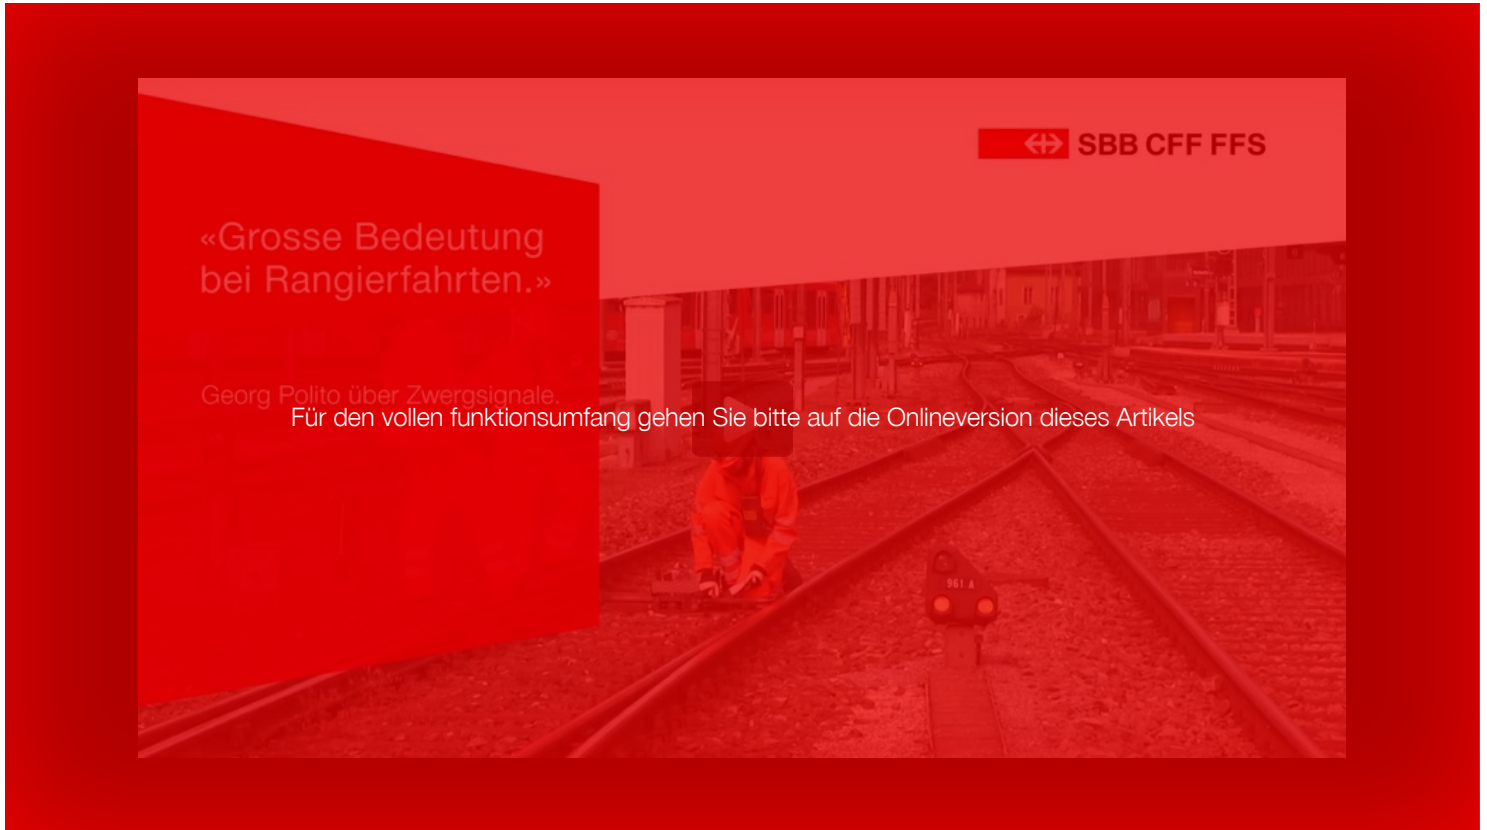 SBB CFF FFS
«Grosse Bedeutung
bei Rangierfahrten.»
Georg Polito über Zwergsignale.
Für den vollen funktionsumfang gehen Sie bitte auf die Onlineversion dieses Artikels
961 A